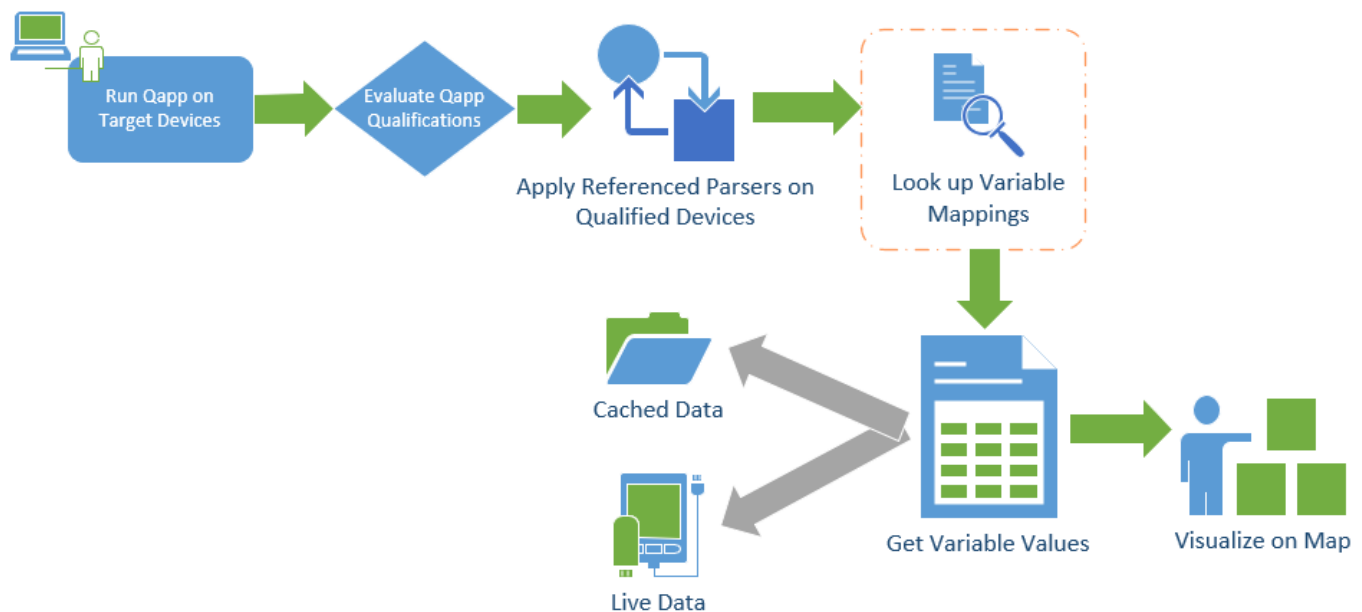 Run Qapp on
Target Devices
Evaluate Qapp
Qualifications
Apply Referenced Parsers on
Qualified Devices
Look up Variable
Mappings
Cached Data
Live Data
Get Variable Values
Visualize on Map